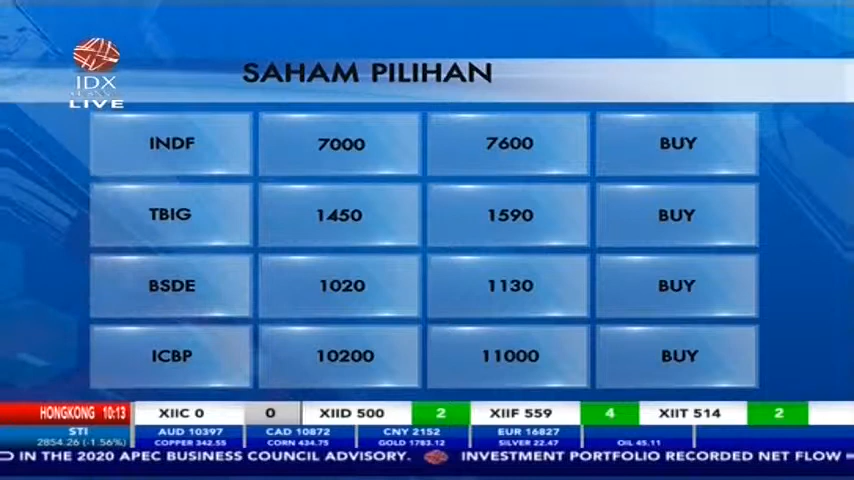 IDX
LIVE
SAHAM PILIHAN
INDF 7000 7600 BUY
TBIG 1450 1590 BUY
BSDE 1020 1130 BUY
ICBP 10200 11000 BUY
HONGKONG 10:13 XIIC 0 0 XIID 500 2 XIIF 559 4 XIIT 514 2
STI AUD 10397 CAD 10872 CNY 2152 EUR 16827
2854.26 (-1.56%) COPPER 342.55 CORN 434.75 GOLD 1783.12 SILVER 22.47 OIL 45.11
D IN THE 2020 APEC BUSINESS COUNCIL ADVISORY. INVESTMENT PORTFOLIO RECORDED NET FLOW